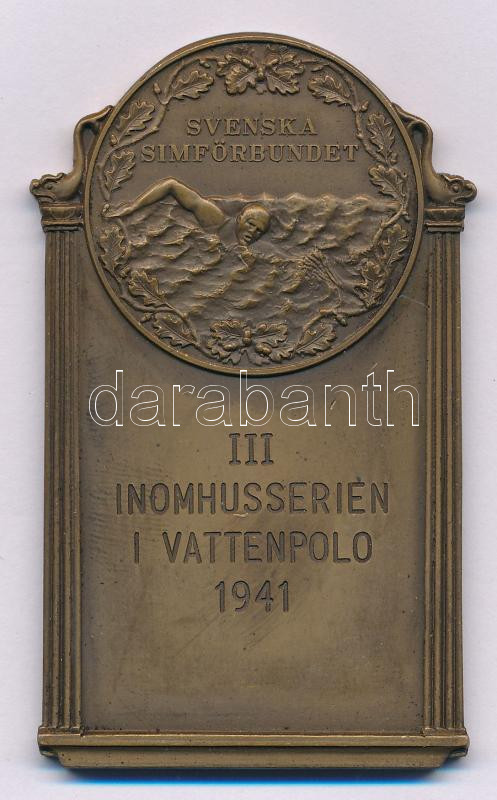 SVENSKA
SIMFÖRBUNDET
darabanth
III
INOMHUSSERIEN
I VATTENPOLO
1941